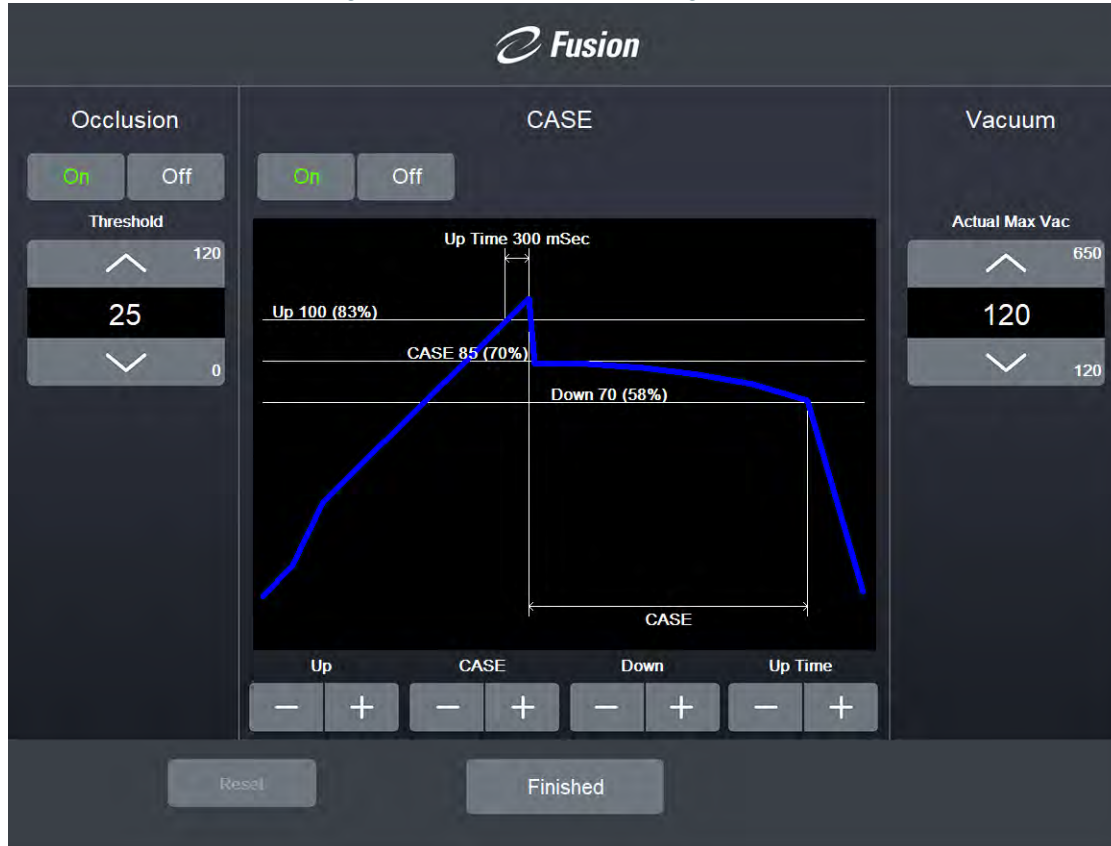 Fusion
Occlusion
On Off
Threshold
120
25
0
CASE
On Off
Up Time 300 mSec
Up 100 (83%)
CASE 85 (70%)
Down 70 (58%)
CASE
Up CASE Down Up Time
− + − + − + − +
Vacuum
Actual Max Vac
650
120
120
Reset Finished